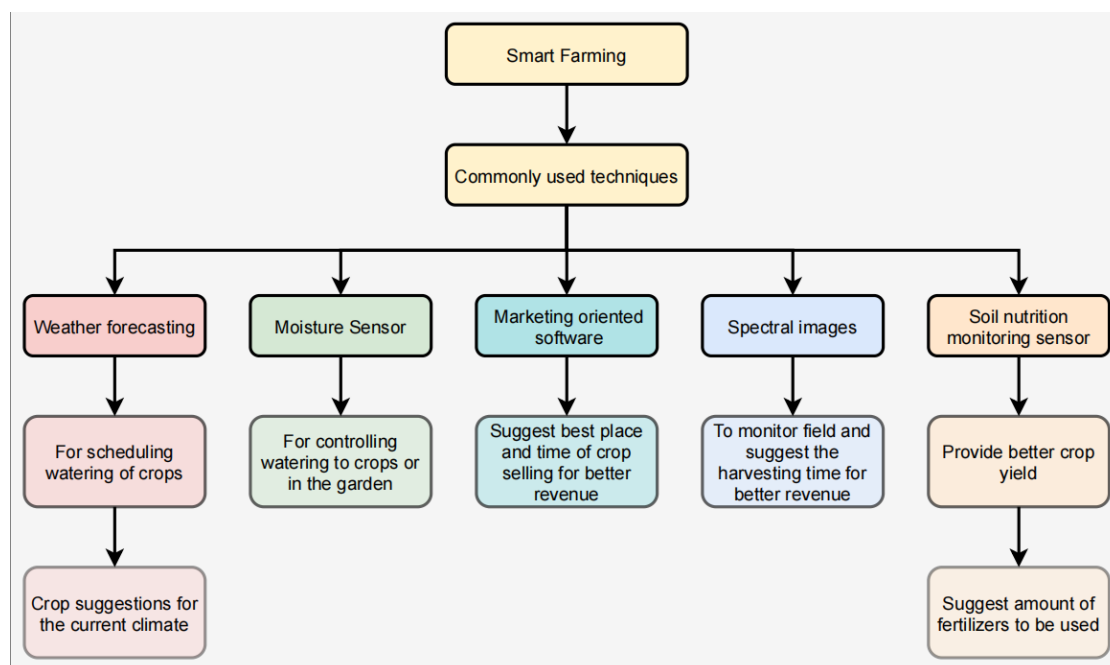 Smart Farming
Commonly used techniques
Weather forecasting
Moisture Sensor
Marketing oriented
software
Spectral images
Soil nutrition
monitoring sensor
For scheduling
watering of crops
For controlling
watering to crops or
in the garden
Suggest best place
and time of crop
selling for better
revenue
To monitor field and
suggest the
harvesting time for
better revenue
Provide better crop
yield
Crop suggestions for
the current climate
Suggest amount of
fertilizers to be used